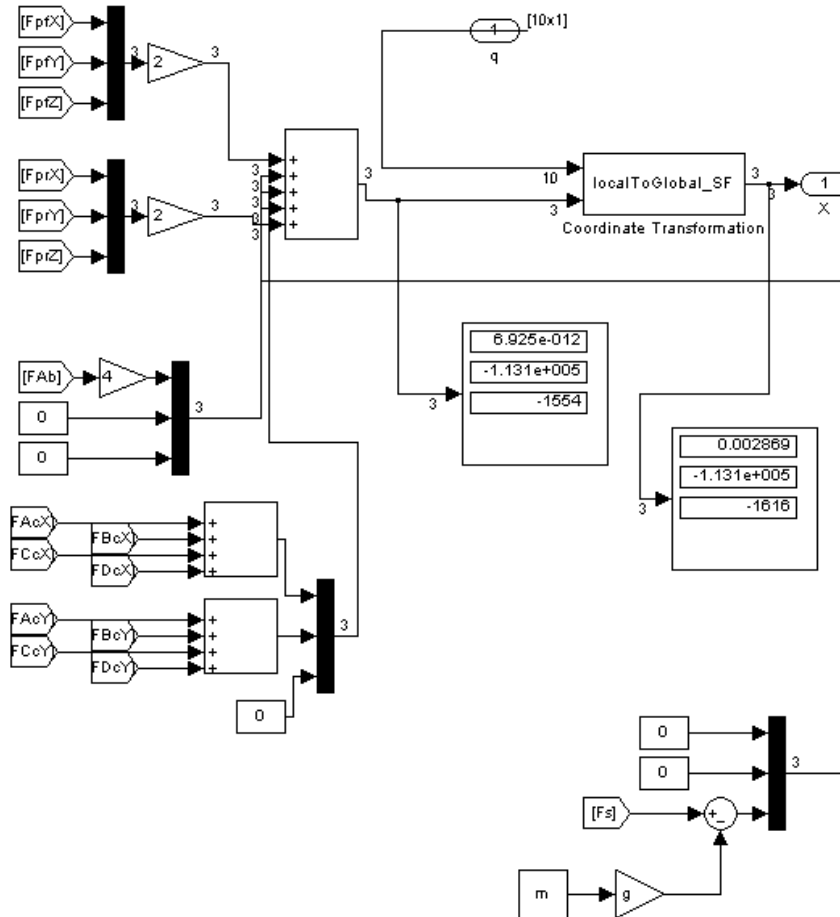 [FpfX]
[FpfY]
[FpfZ]
3
2
3
1
[10x1]
q
[FprX]
[FprY]
[FprZ]
3
2
3
+
+
+
+
+
3
3
3
3
3
3
10
3
localToGlobal_SF
Coordinate Transformation
3
3
1
X
[FAb]
4
0
0
3
3
6.925e-012
-1.131e+005
-1554
3
0.002869
-1.131e+005
-1616
FAcX
FBcX
FCcX
FDcX
+
+
+
+
FAcY
FBcY
FCcY
FDcY
+
+
+
+
0
3
0
0
[Fs]
+
-
3
m
g